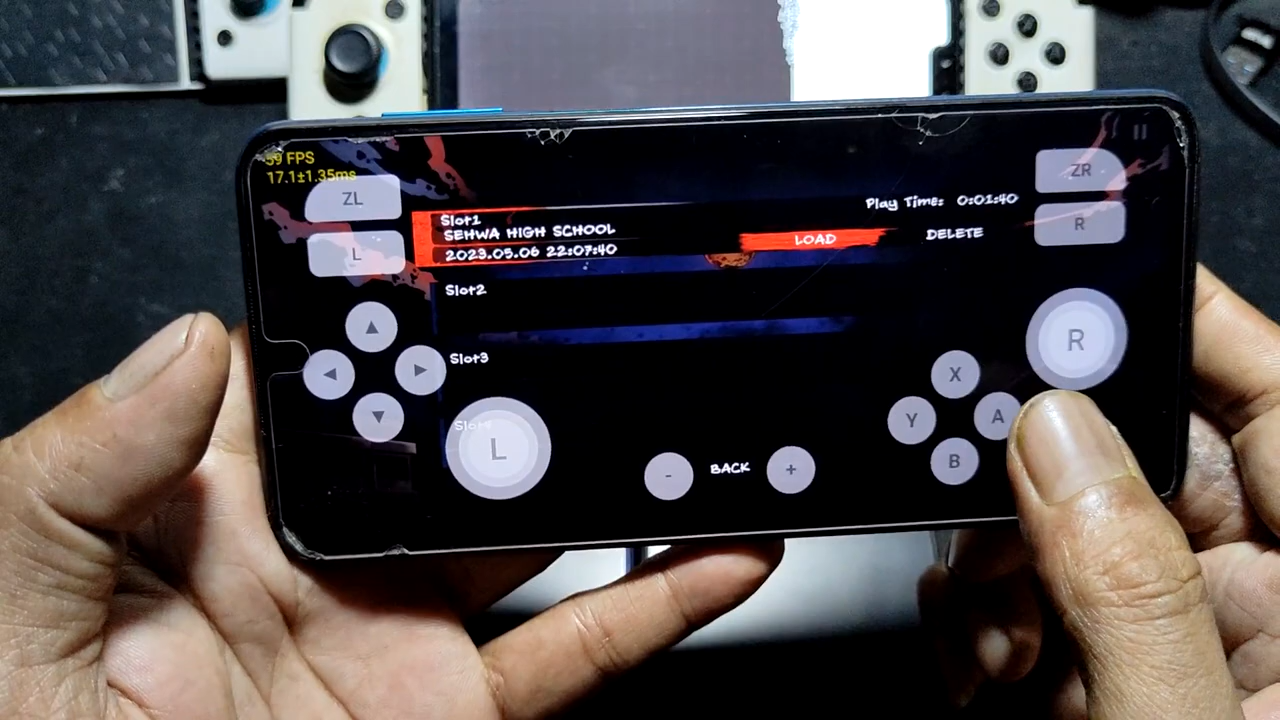 59 FPS
17.1±1.35ms
ZL
ZR
L
R
Play Time: 0:01:40
Slot1
SEHWA HIGH SCHOOL
2023.05.06 22:07:40
LOAD
DELETE
Slot2
Slot3
Slot4
R
X
Y
A
B
L
-
BACK
+